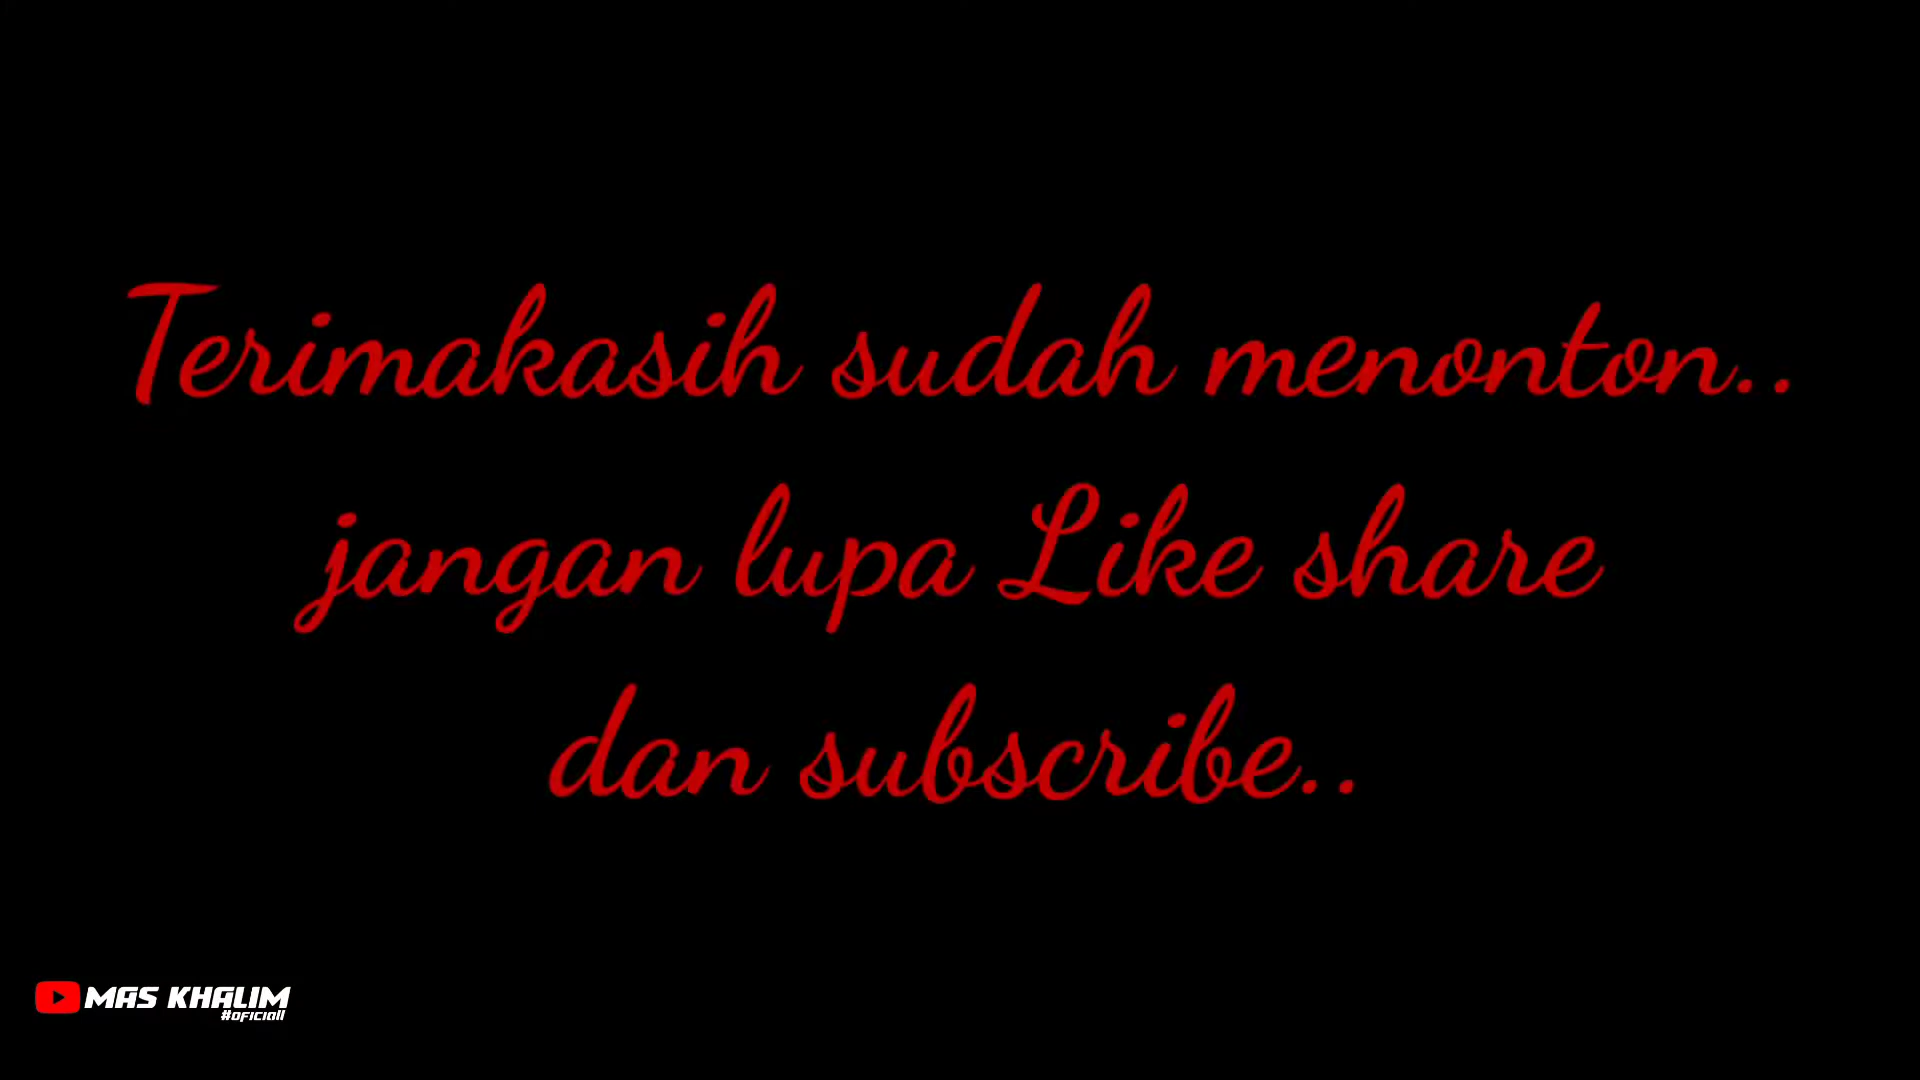 Terimakasih sudah menonton..
jangan lupa Like share
dan subscribe..
MAS KHALIM
#oficiall